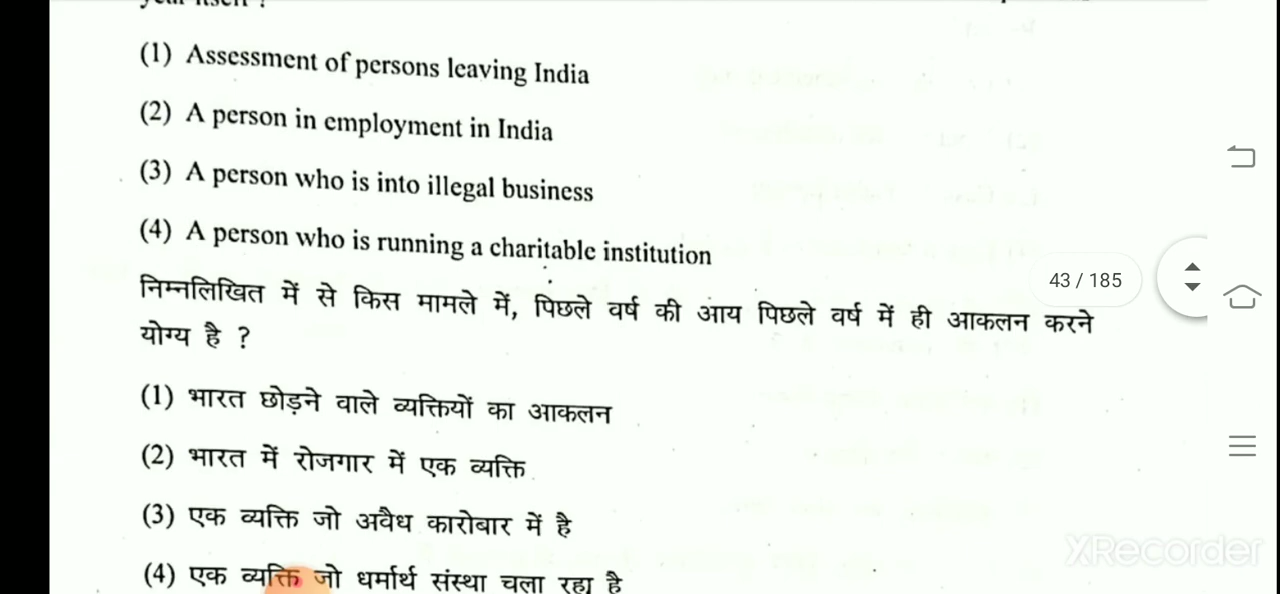 year itself ?
(1) Assessment of persons leaving India
(2) A person in employment in India
(3) A person who is into illegal business
(4) A person who is running a charitable institution
निम्नलिखित में से किस मामले में, पिछले वर्ष की आय पिछले वर्ष में ही आकलन करने
योग्य है ?
(1) भारत छोड़ने वाले व्यक्तियों का आकलन
(2) भारत में रोजगार में एक व्यक्ति
(3) एक व्यक्ति जो अवैध कारोबार में है
(4) एक व्यक्ति जो धर्मार्थ संस्था चला रहा है
43 / 185
XRecorder